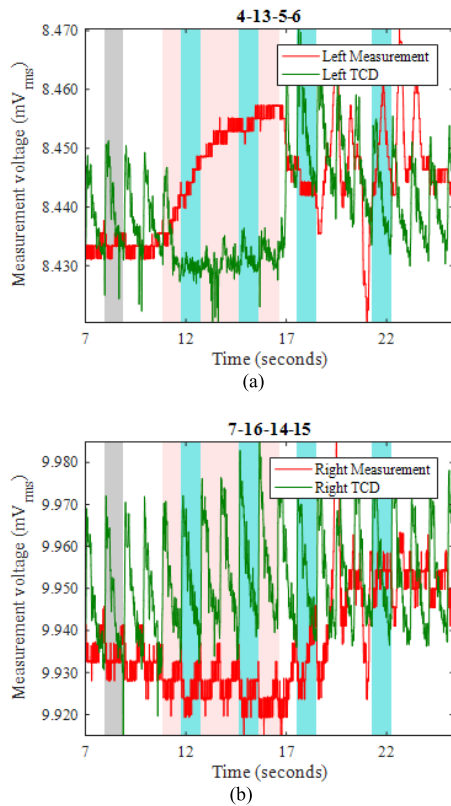 4-13-5-6
8.470
8.460
8.450
8.440
8.430
Measurement voltage (mVrms)
Left Measurement
Left TCD
7 12 17 22
Time (seconds)
(a)
7-16-14-15
9.980
9.970
9.960
9.950
9.940
9.930
9.920
Measurement voltage (mVrms)
Right Measurement
Right TCD
7 12 17 22
Time (seconds)
(b)